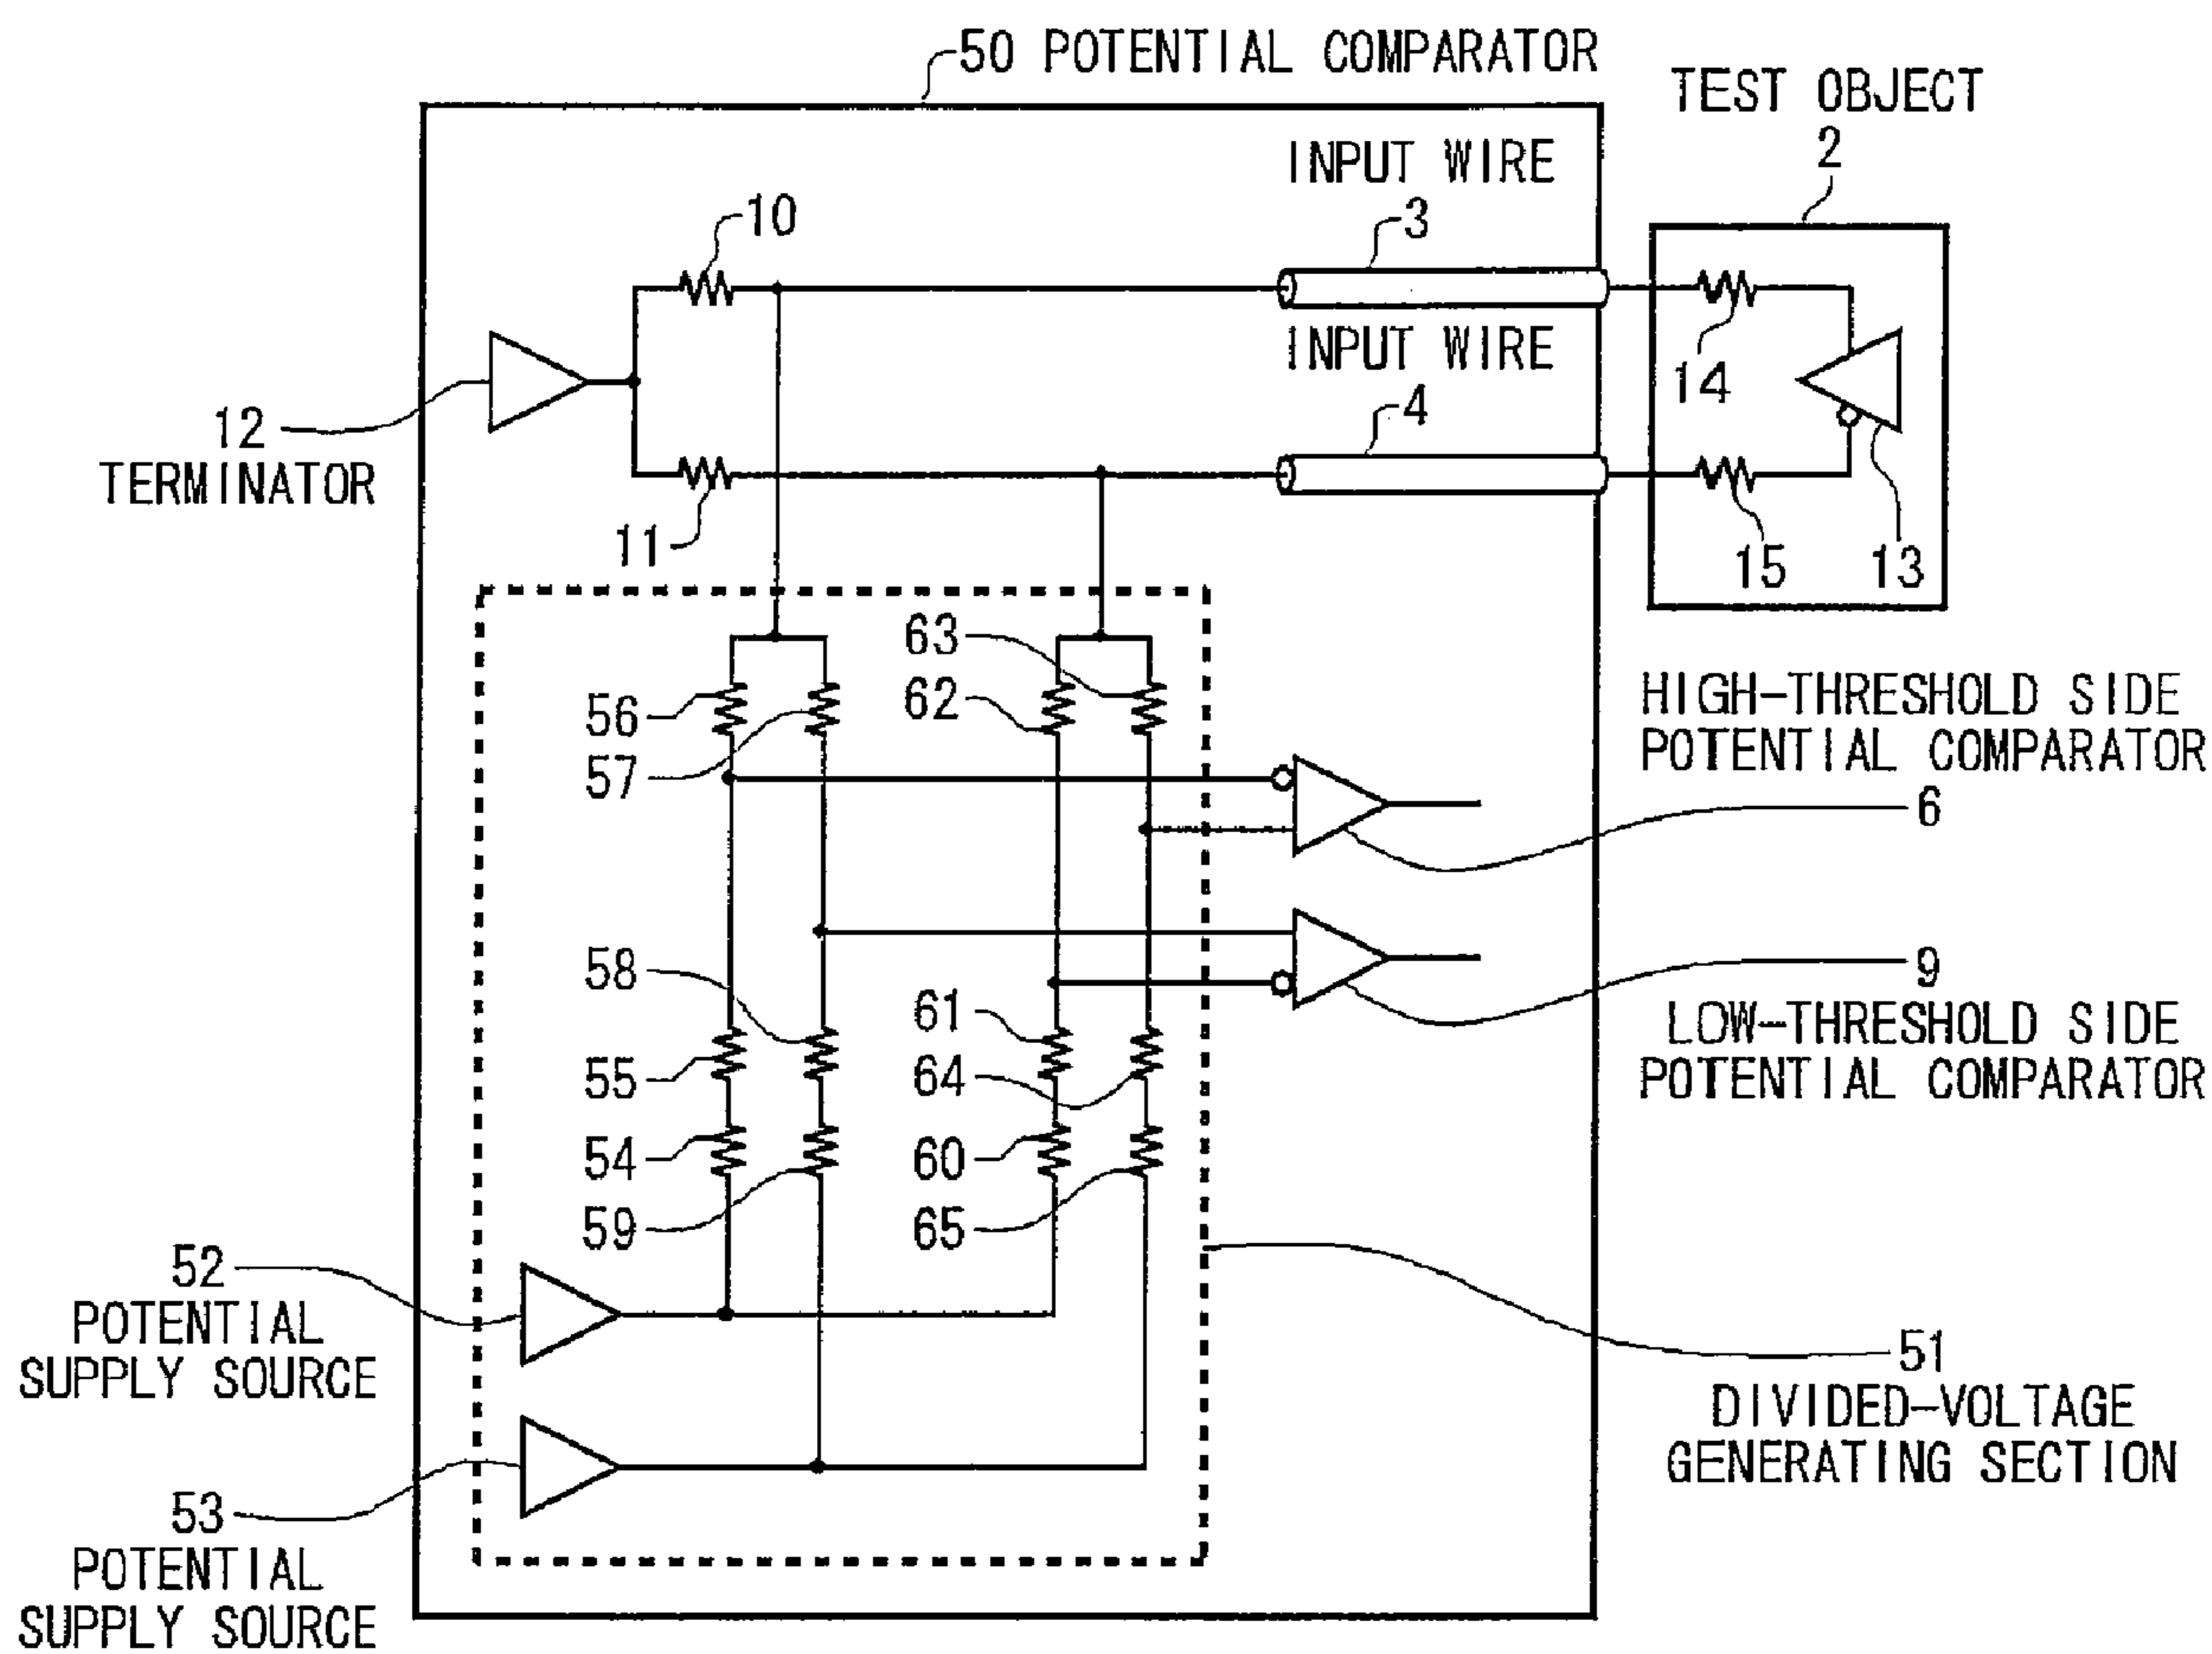 50 POTENTIAL COMPARATOR
TEST OBJECT
2
INPUT WIRE
3
10
INPUT WIRE
4
14
12
TERMINATOR
11
15
13
63
62
56
57
HIGH-THRESHOLD SIDE
POTENTIAL COMPARATOR
6
58
61
55
64
9
LOW-THRESHOLD SIDE
POTENTIAL COMPARATOR
54
60
59
65
52
POTENTIAL
SUPPLY SOURCE
51
DIVIDED-VOLTAGE
GENERATING SECTION
53
POTENTIAL
SUPPLY SOURCE